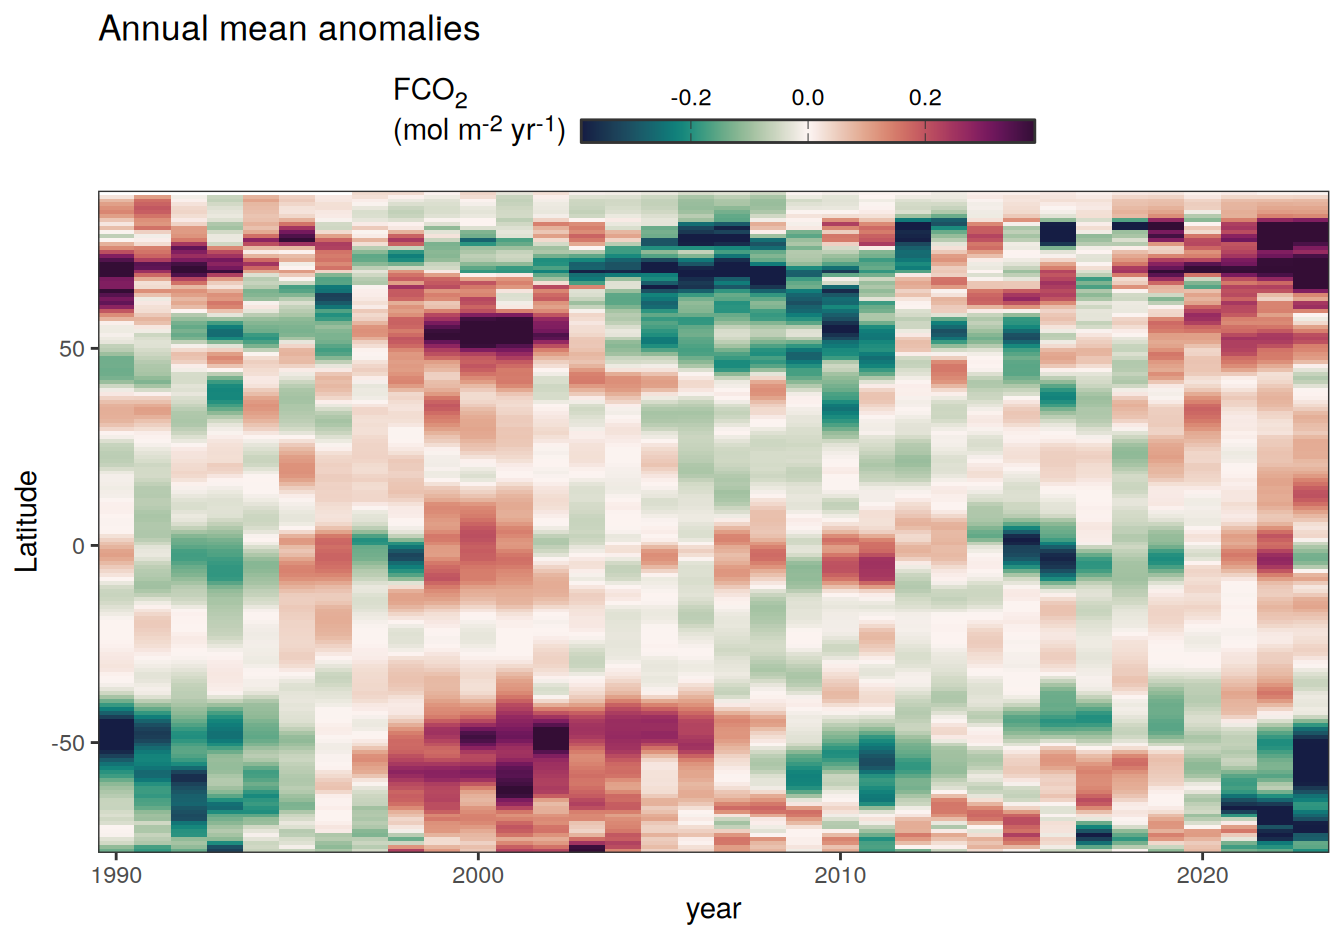 Annual mean anomalies
FCO₂
(mol m⁻² yr⁻¹)
-0.2 0.0 0.2
Latitude
50
0
-50
1990 2000 2010 2020
year